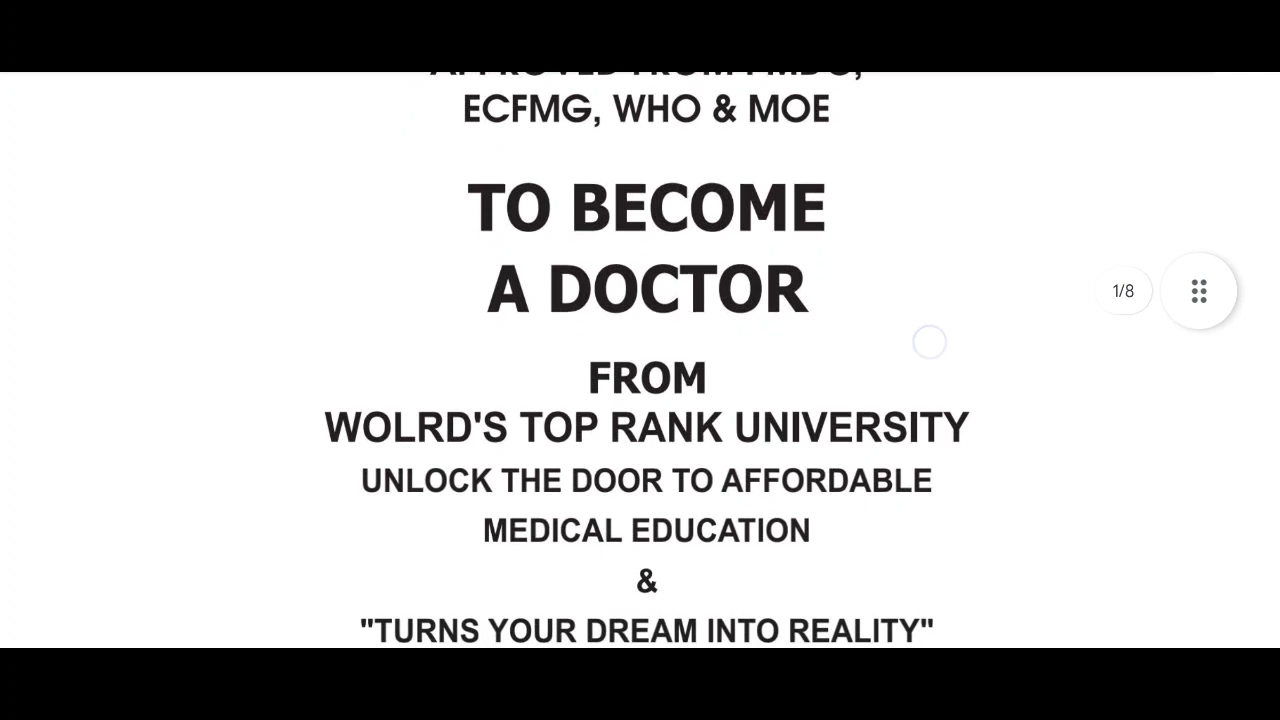 ECFMG, WHO & MOE
TO BECOME
A DOCTOR
1/8
FROM
WOLRD'S TOP RANK UNIVERSITY
UNLOCK THE DOOR TO AFFORDABLE
MEDICAL EDUCATION
&
"TURNS YOUR DREAM INTO REALITY"